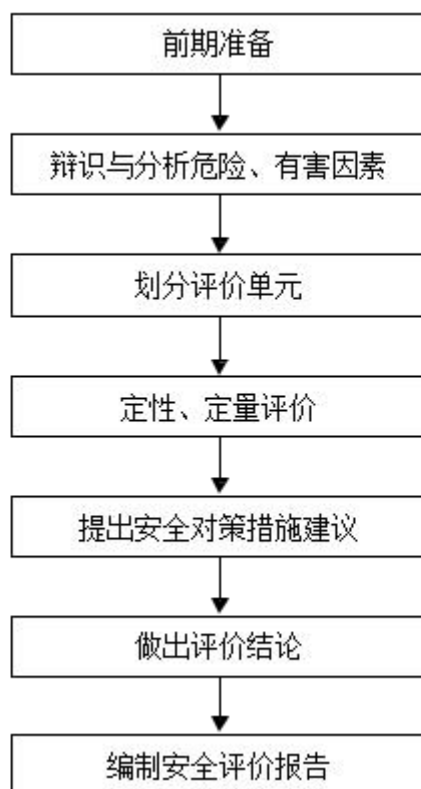 前期准备
辩识与分析危险、有害因素
划分评价单元
定性、定量评价
提出安全对策措施建议
做出评价结论
编制安全评价报告